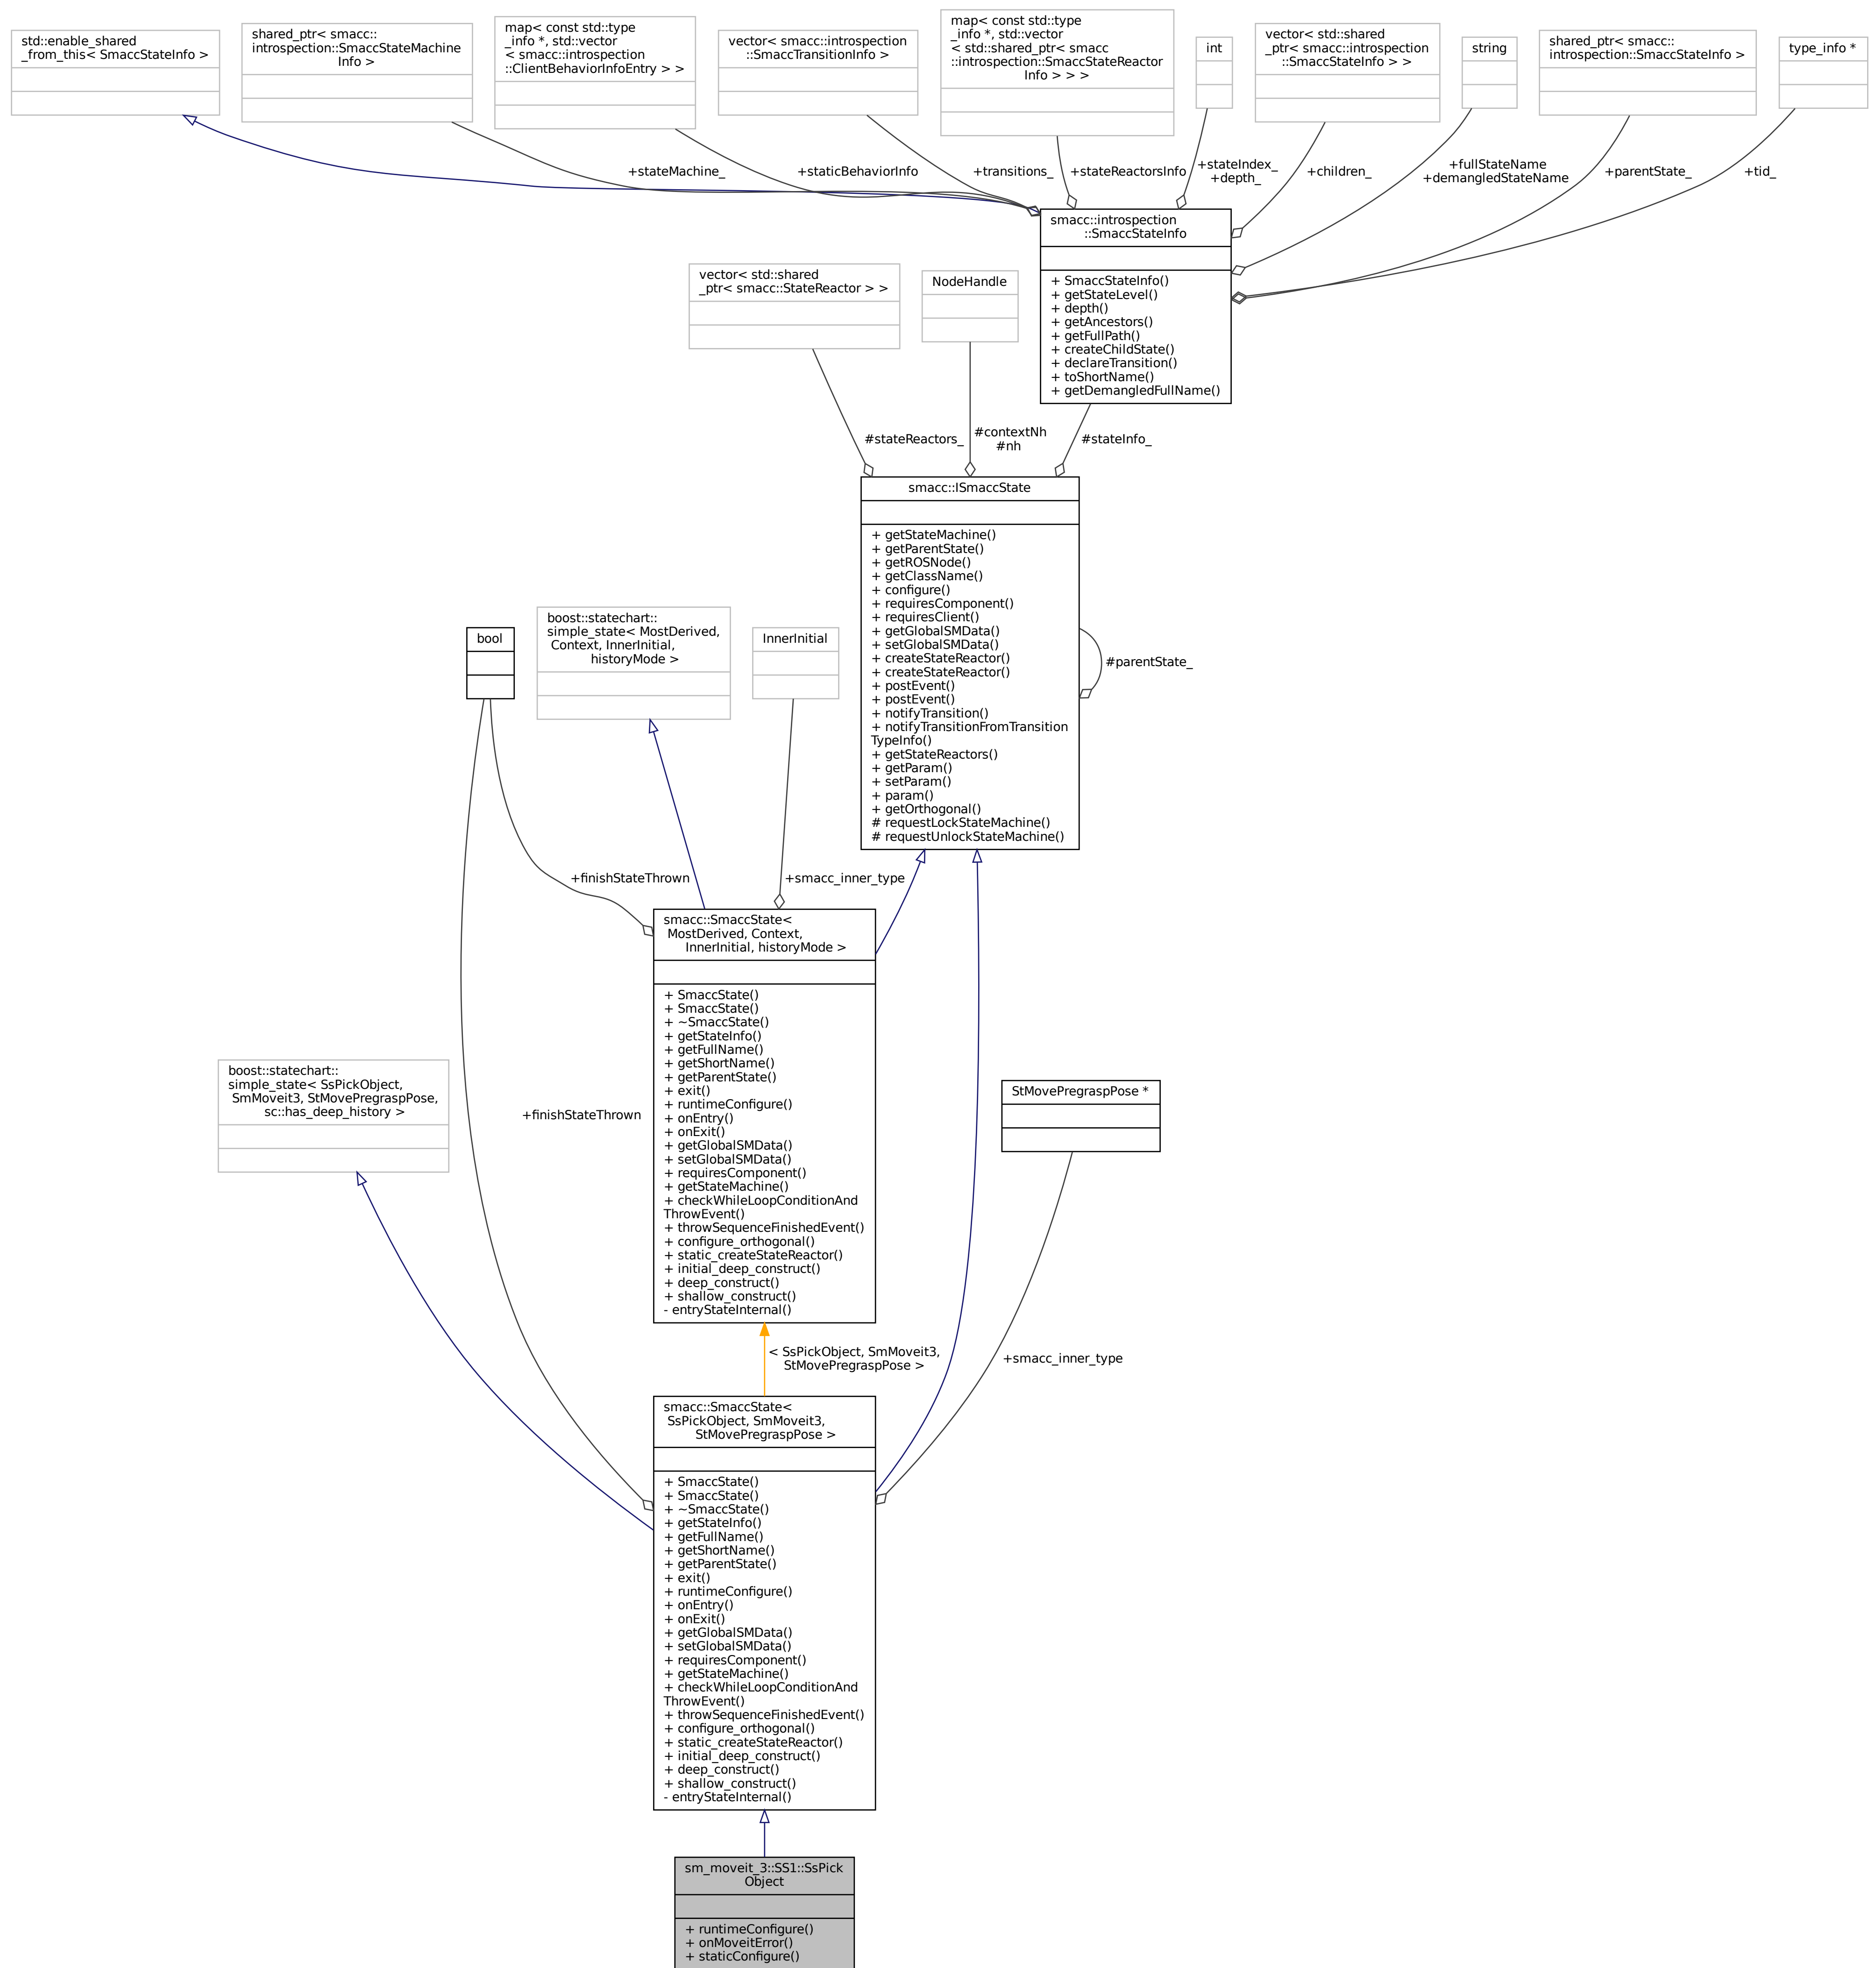 std::enable_shared
_from_this< SmaccStateInfo >
shared_ptr< smacc::
introspection::SmaccStateMachine
Info >
map< const std::type
_info *, std::vector
< smacc::introspection
::ClientBehaviorInfoEntry > >
vector< smacc::introspection
::SmaccTransitionInfo >
map< const std::type
_info *, std::vector
< std::shared_ptr< smacc
::introspection::SmaccStateReactor
Info > > >
int
vector< std::shared
_ptr< smacc::introspection
::SmaccStateInfo > >
string
shared_ptr< smacc::
introspection::SmaccStateInfo >
type_info *
+stateMachine_
+staticBehaviorInfo
+transitions_
+stateReactorsInfo
+stateIndex_
+depth_
+children_
+fullStateName
+demangledStateName
+parentState_
+tid_
smacc::introspection
::SmaccStateInfo
+ SmaccStateInfo()
+ getStateLevel()
+ depth()
+ getAncestors()
+ getFullPath()
+ createChildState()
+ declareTransition()
+ toShortName()
+ getDemangledFullName()
vector< std::shared
_ptr< smacc::StateReactor > >
NodeHandle
#stateReactors_
#contextNh
#nh
#stateInfo_
smacc::ISmaccState
+ getStateMachine()
+ getParentState()
+ getROSNode()
+ getClassName()
+ configure()
+ requiresComponent()
+ requiresClient()
+ getGlobalSMData()
+ setGlobalSMData()
+ createStateReactor()
+ createStateReactor()
+ postEvent()
+ postEvent()
+ notifyTransition()
+ notifyTransitionFromTransition
TypeInfo()
+ getStateReactors()
+ getParam()
+ setParam()
+ param()
+ getOrthogonal()
# requestLockStateMachine()
# requestUnlockStateMachine()
#parentState_
bool
boost::statechart::
simple_state< MostDerived,
Context, InnerInitial,
historyMode >
InnerInitial
+finishStateThrown
+smacc_inner_type
smacc::SmaccState<
MostDerived, Context,
InnerInitial, historyMode >
+ SmaccState()
+ SmaccState()
+ ~SmaccState()
+ getStateInfo()
+ getFullName()
+ getShortName()
+ getParentState()
+ exit()
+ runtimeConfigure()
+ onEntry()
+ onExit()
+ getGlobalSMData()
+ setGlobalSMData()
+ requiresComponent()
+ getStateMachine()
+ checkWhileLoopConditionAnd
ThrowEvent()
+ throwSequenceFinishedEvent()
+ configure_orthogonal()
+ static_createStateReactor()
+ initial_deep_construct()
+ deep_construct()
+ shallow_construct()
- entryStateInternal()
boost::statechart::
simple_state< SsPickObject,
SmMoveit3, StMovePregraspPose,
sc::has_deep_history >
+finishStateThrown
StMovePregraspPose *
< SsPickObject, SmMoveit3,
StMovePregraspPose >
+smacc_inner_type
smacc::SmaccState<
SsPickObject, SmMoveit3,
StMovePregraspPose >
+ SmaccState()
+ SmaccState()
+ ~SmaccState()
+ getStateInfo()
+ getFullName()
+ getShortName()
+ getParentState()
+ exit()
+ runtimeConfigure()
+ onEntry()
+ onExit()
+ getGlobalSMData()
+ setGlobalSMData()
+ requiresComponent()
+ getStateMachine()
+ checkWhileLoopConditionAnd
ThrowEvent()
+ throwSequenceFinishedEvent()
+ configure_orthogonal()
+ static_createStateReactor()
+ initial_deep_construct()
+ deep_construct()
+ shallow_construct()
- entryStateInternal()
sm_moveit_3::SS1::SsPick
Object
+ runtimeConfigure()
+ onMoveitError()
+ staticConfigure()